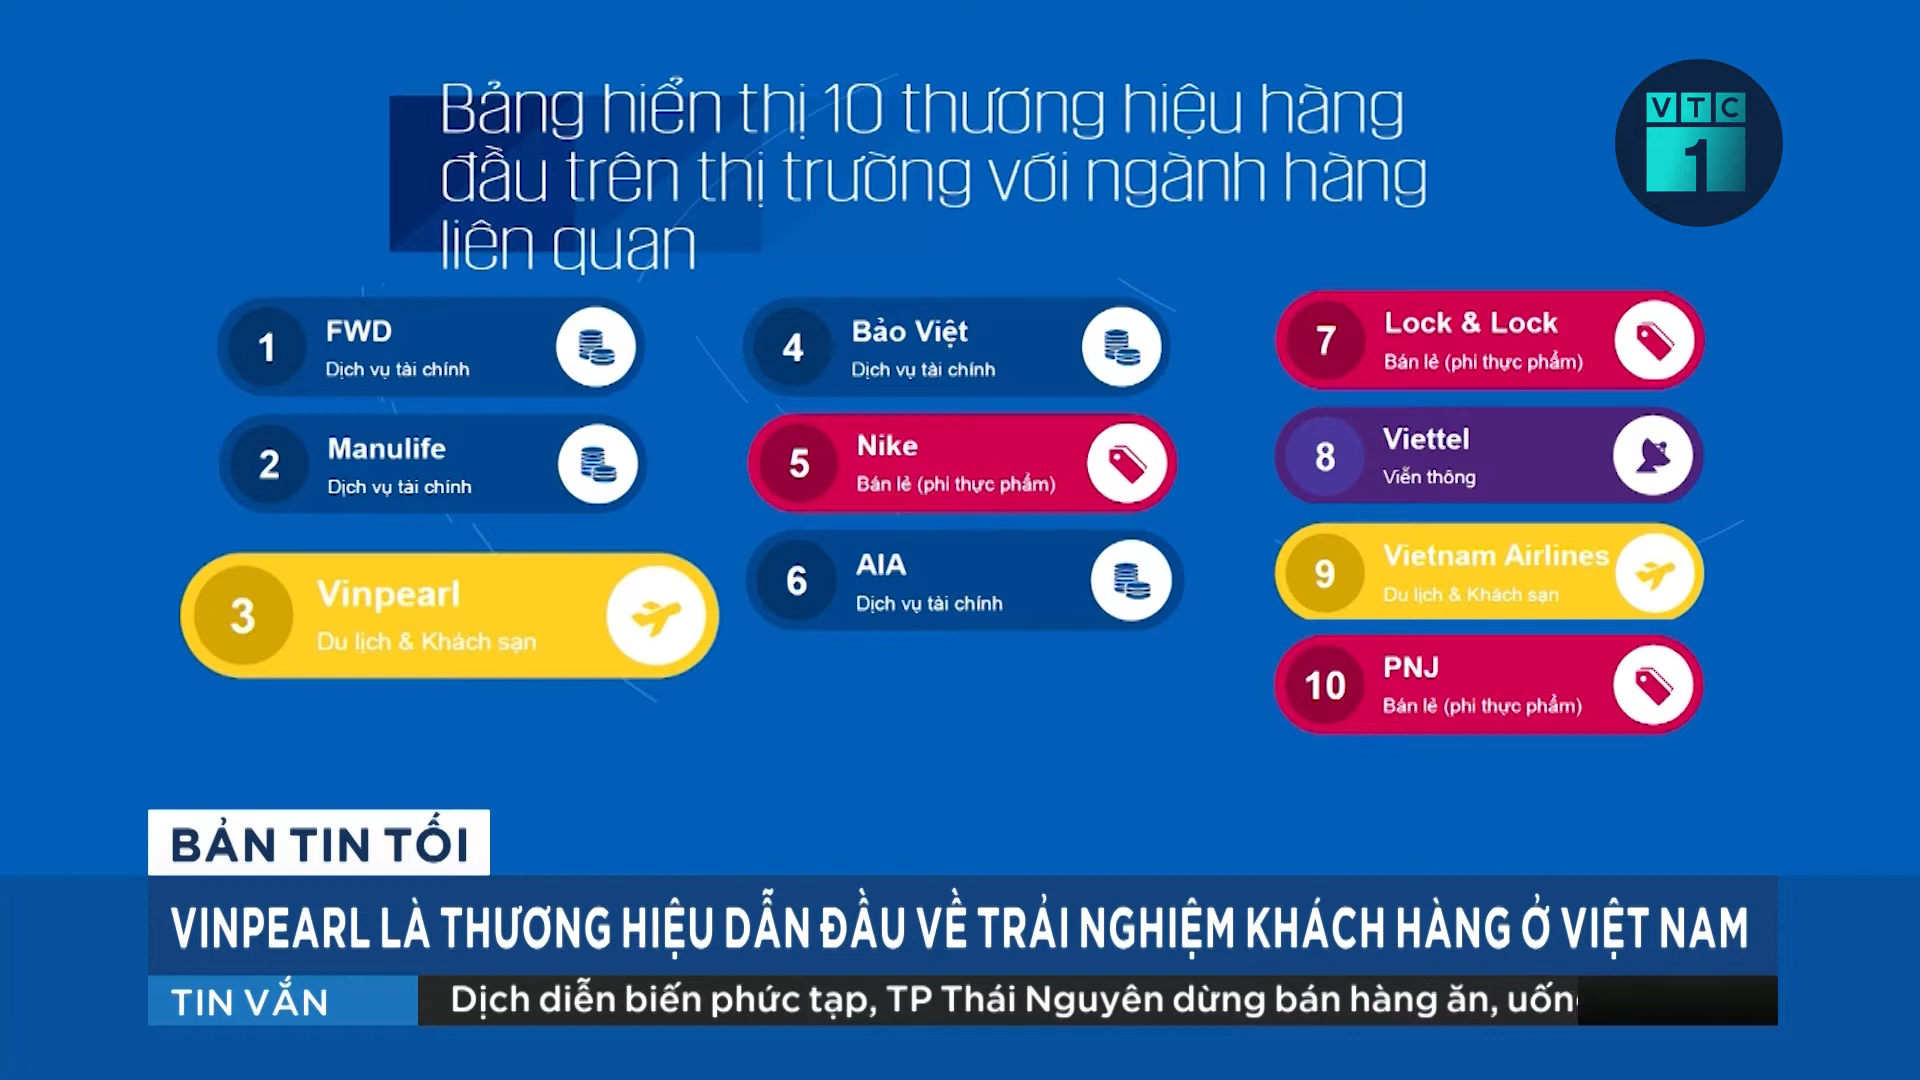 Bảng hiển thị 10 thương hiệu hàng
đầu trên thị trường với ngành hàng
liên quan
VTC
1
1
FWD
Dịch vụ tài chính
2
Manulife
Dịch vụ tài chính
3
Vinpearl
Du lịch & Khách sạn
4
Bảo Việt
Dịch vụ tài chính
5
Nike
Bán lẻ (phi thực phẩm)
6
AIA
Dịch vụ tài chính
7
Lock & Lock
Bán lẻ (phi thực phẩm)
8
Viettel
Viễn thông
9
Vietnam Airlines
Du lịch & Khách sạn
10
PNJ
Bán lẻ (phi thực phẩm)
BẢN TIN TỐI
VINPEARL LÀ THƯƠNG HIỆU DẪN ĐẦU VỀ TRẢI NGHIỆM KHÁCH HÀNG Ở VIỆT NAM
TIN VẮN
Dịch diễn biến phức tạp, TP Thái Nguyên dừng bán hàng ăn,